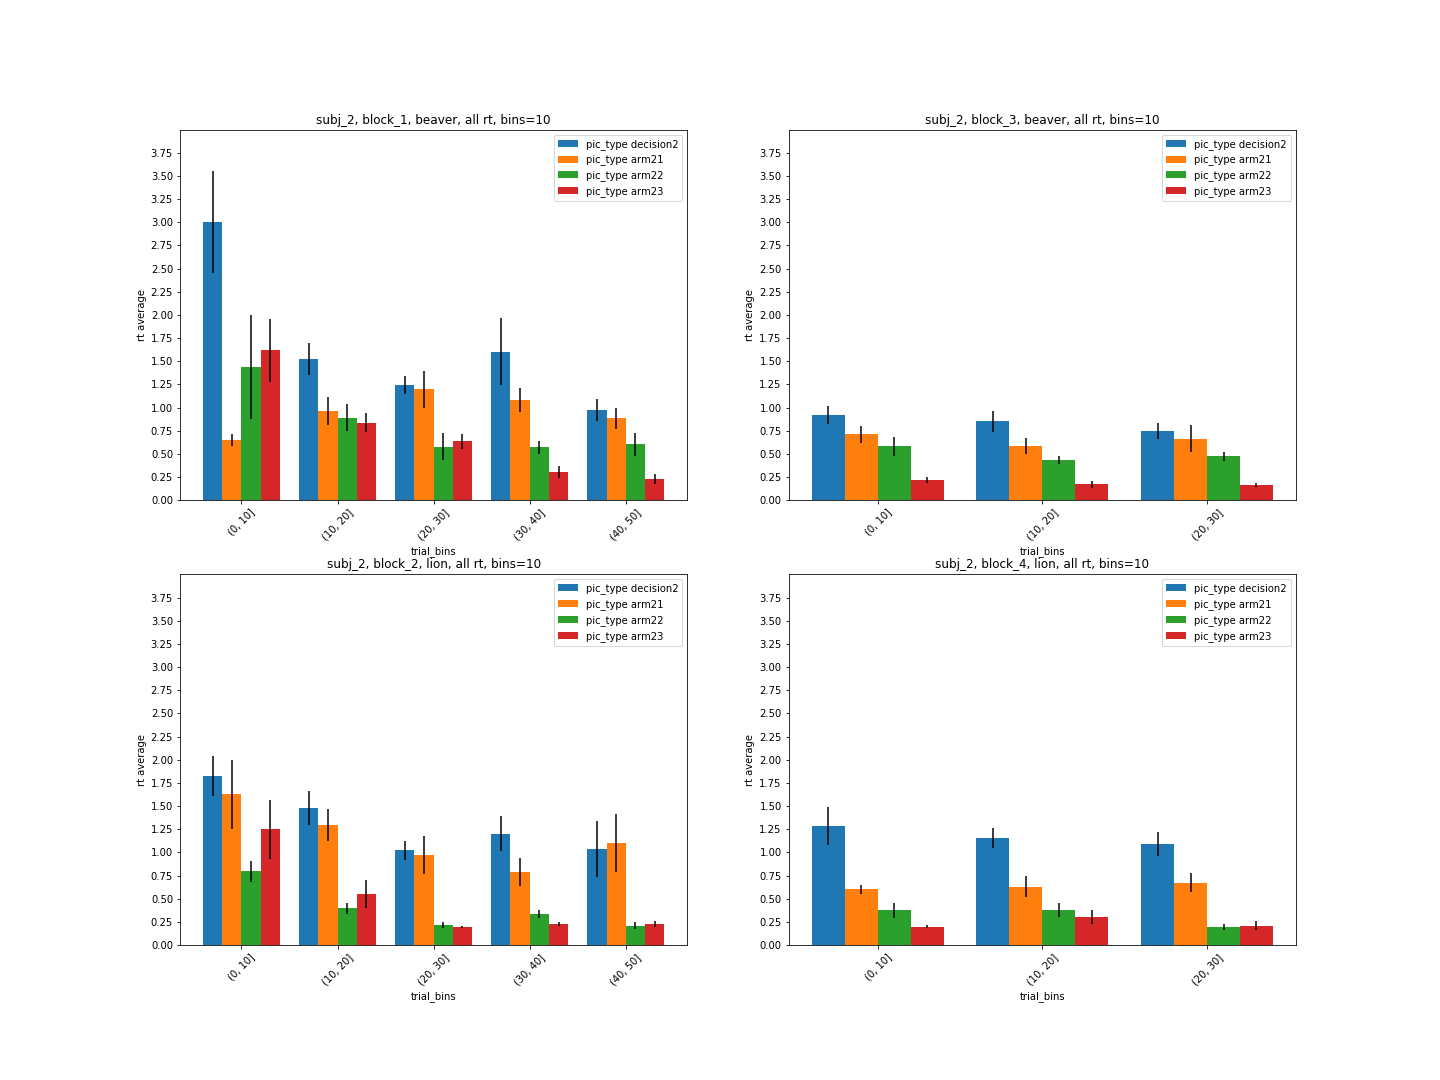 subj_2, block_1, beaver, all rt, bins=10
pic_type decision2
pic_type arm21
pic_type arm22
pic_type arm23
3.75
3.50
3.25
3.00
2.75
2.50
2.25
2.00
1.75
1.50
1.25
1.00
0.75
0.50
0.25
0.00
rt average
(0, 10]
(10, 20]
(20, 30]
(30, 40]
(40, 50]
trial_bins
subj_2, block_3, beaver, all rt, bins=10
pic_type decision2
pic_type arm21
pic_type arm22
pic_type arm23
3.75
3.50
3.25
3.00
2.75
2.50
2.25
2.00
1.75
1.50
1.25
1.00
0.75
0.50
0.25
0.00
rt average
(0, 10]
(10, 20]
(20, 30]
trial_bins
subj_2, block_2, lion, all rt, bins=10
pic_type decision2
pic_type arm21
pic_type arm22
pic_type arm23
3.75
3.50
3.25
3.00
2.75
2.50
2.25
2.00
1.75
1.50
1.25
1.00
0.75
0.50
0.25
0.00
rt average
(0, 10]
(10, 20]
(20, 30]
(30, 40]
(40, 50]
trial_bins
subj_2, block_4, lion, all rt, bins=10
pic_type decision2
pic_type arm21
pic_type arm22
pic_type arm23
3.75
3.50
3.25
3.00
2.75
2.50
2.25
2.00
1.75
1.50
1.25
1.00
0.75
0.50
0.25
0.00
rt average
(0, 10]
(10, 20]
(20, 30]
trial_bins